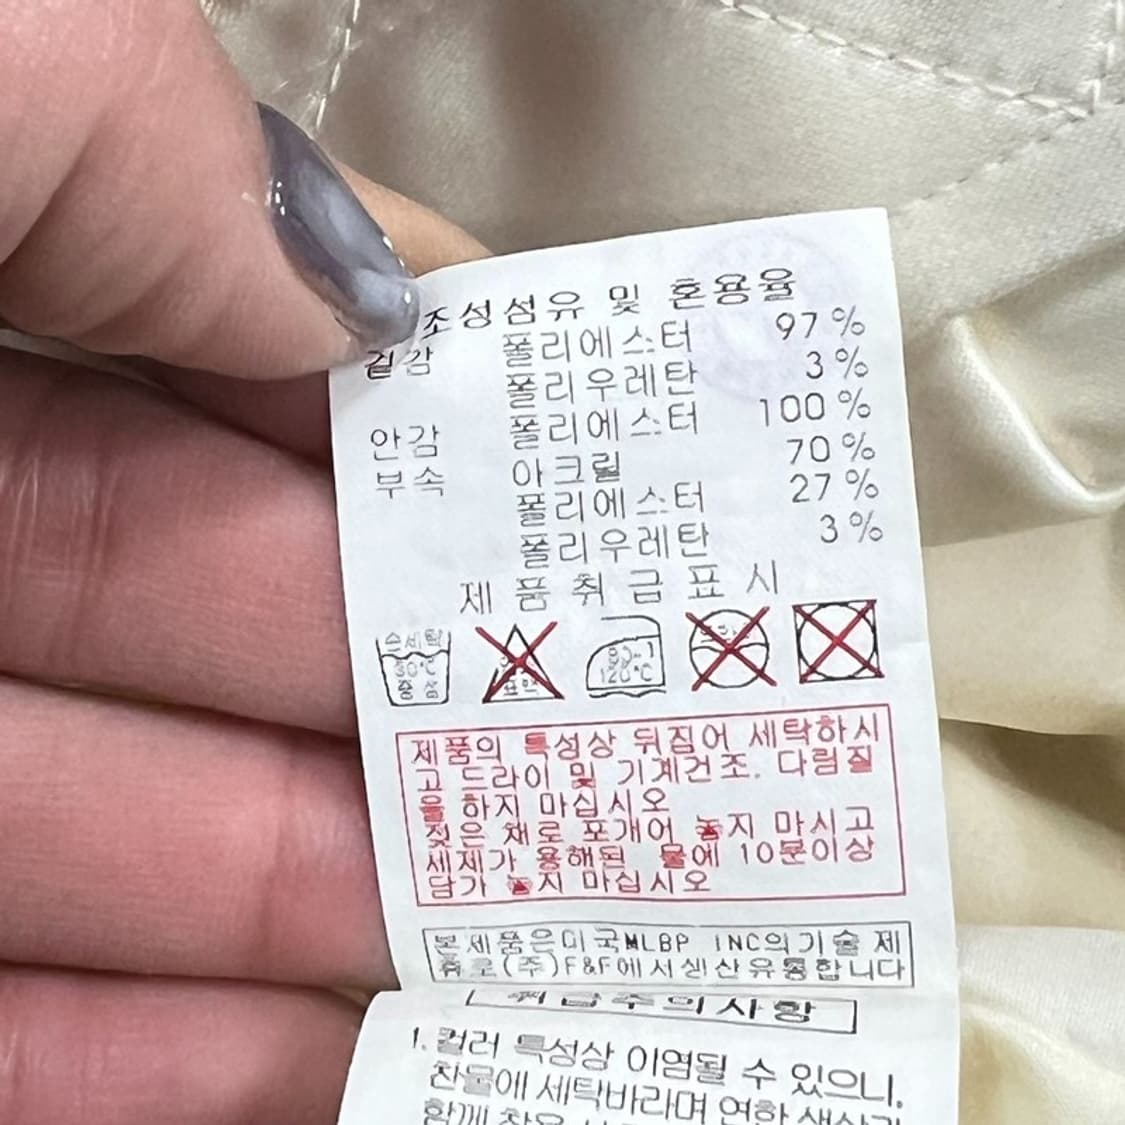 조성섬유 및 혼용율
겉감 폴리에스터 97%
폴리우레탄 3%
안감 폴리에스터 100%
부속 아크릴 70%
폴리에스터 27%
폴리우레탄 3%
제품취급표시
손세탁
30°C
중성
120°C
제품의 특성상 뒤집어 세탁하시
고 드라이 및 기계건조. 다림질
을 하지 마십시오
젖은 채로 포개어 놓지 마시고
세제가 용해된 물에 10분이상
담가 놓지 마십시오
본제품은미국MLBP INC의기술제
휴로(주)F&F에서생산유통합니다
취급주의사항
1. 컬러 특성상 이염될 수 있으니.
찬물에 세탁바라며 연한
함께